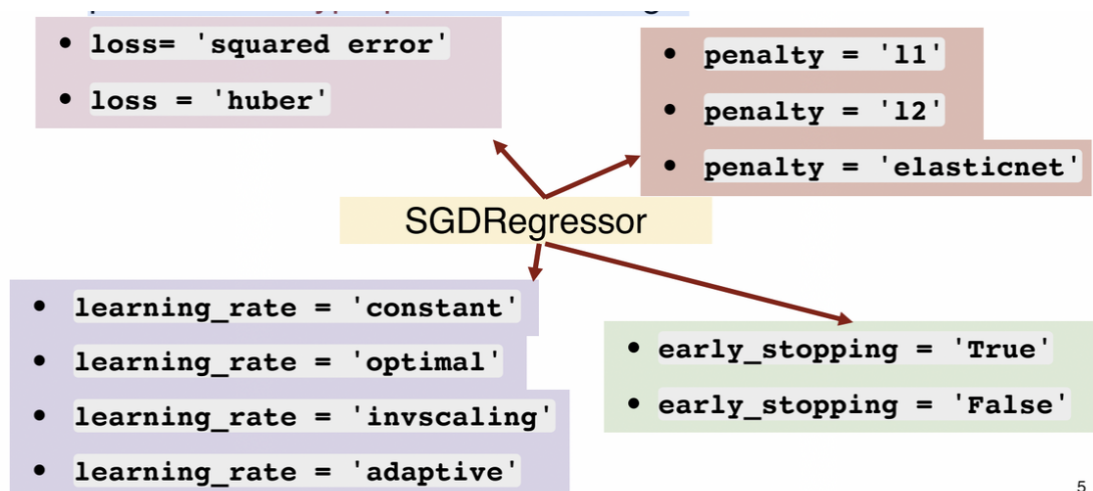 • loss= 'squared error'
• loss = 'huber'
• penalty = 'l1'
• penalty = 'l2'
• penalty = 'elasticnet'
SGDRegressor
• learning_rate = 'constant'
• learning_rate = 'optimal'
• learning_rate = 'invscaling'
• learning_rate = 'adaptive'
• early_stopping = 'True'
• early_stopping = 'False'
5